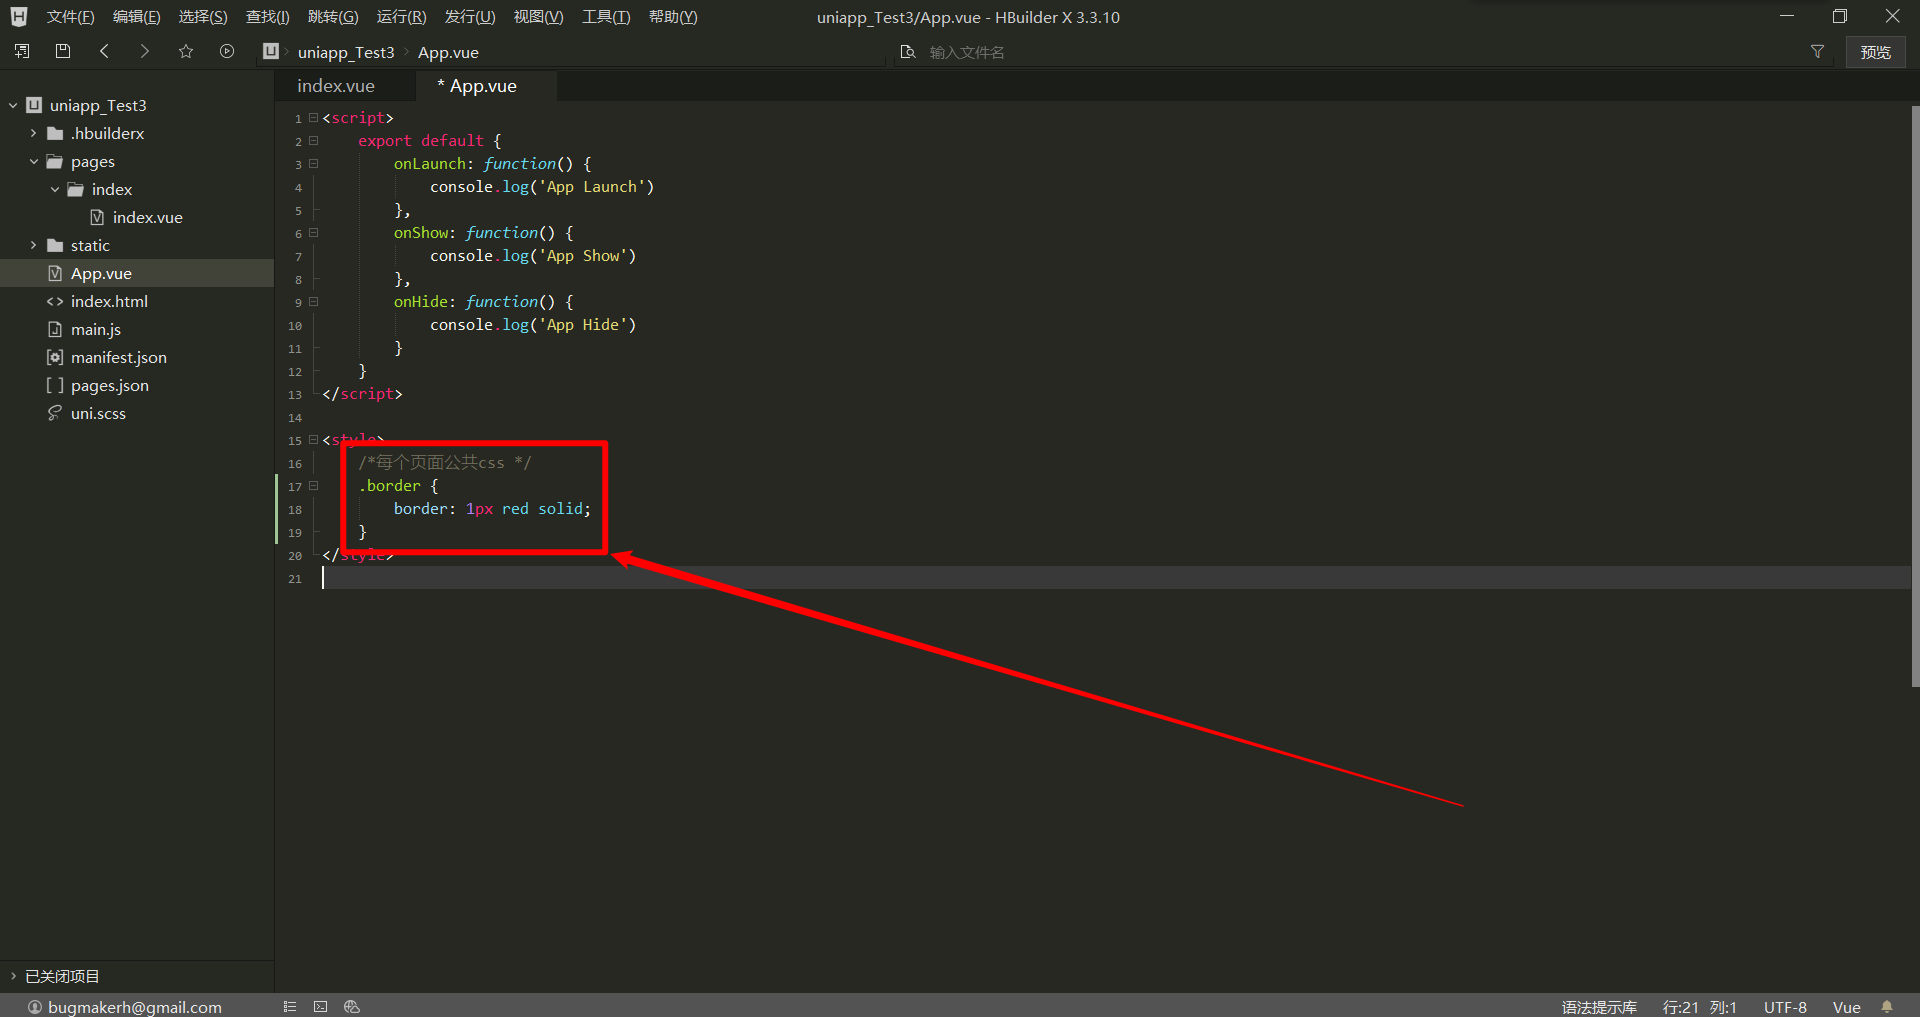 文件(F) 编辑(E) 选择(S) 查找(I) 跳转(G) 运行(R) 发行(U) 视图(V) 工具(T) 帮助(Y) uniapp_Test3/App.vue - HBuilder X 3.3.10
uniapp_Test3 App.vue 输入文件名 预览
index.vue * App.vue
uniapp_Test3
.hbuilderx
pages
index
index.vue
static
App.vue
index.html
main.js
manifest.json
pages.json
uni.scss
1 <script>
2 export default {
3 onLaunch: function() {
4 console.log('App Launch')
5 },
6 onShow: function() {
7 console.log('App Show')
8 },
9 onHide: function() {
10 console.log('App Hide')
11 }
12 }
13 </script>
14
15 <style>
16 /*每个页面公共css */
17 .border {
18 border: 1px red solid;
19 }
20 </style>
21
已关闭项目
bugmakerh@gmail.com 语法提示库 行:21 列:1 UTF-8 Vue